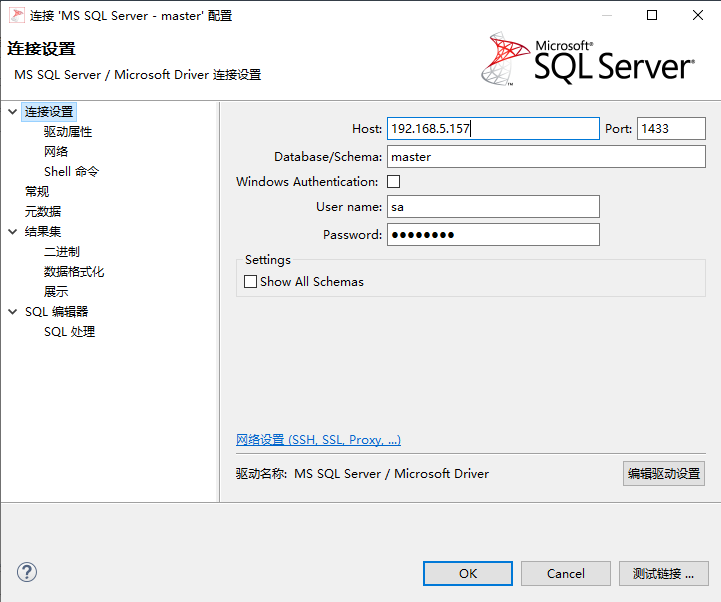 连接 'MS SQL Server - master' 配置
连接设置
MS SQL Server / Microsoft Driver 连接设置
Microsoft®
SQL Server®
连接设置
驱动属性
网络
Shell 命令
常规
元数据
结果集
二进制
数据格式化
展示
SQL 编辑器
SQL 处理
Host: 192.168.5.157 Port: 1433
Database/Schema: master
Windows Authentication:
User name: sa
Password: ●●●●●●●●
Settings
Show All Schemas
网络设置 (SSH, SSL, Proxy, ...)
驱动名称: MS SQL Server / Microsoft Driver 编辑驱动设置
? OK Cancel 测试链接 ...